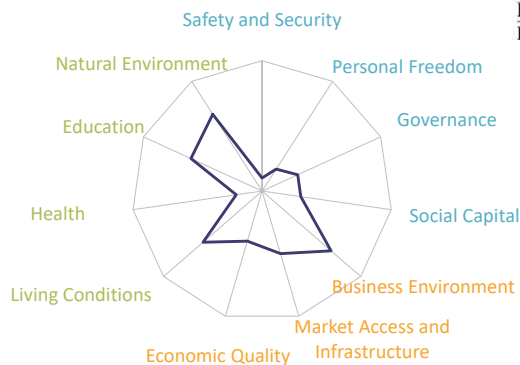 Safety and Security
Natural Environment
Personal Freedom
Education
Governance
Health
Social Capital
Living Conditions
Business Environment
Market Access and
Infrastructure
Economic Quality